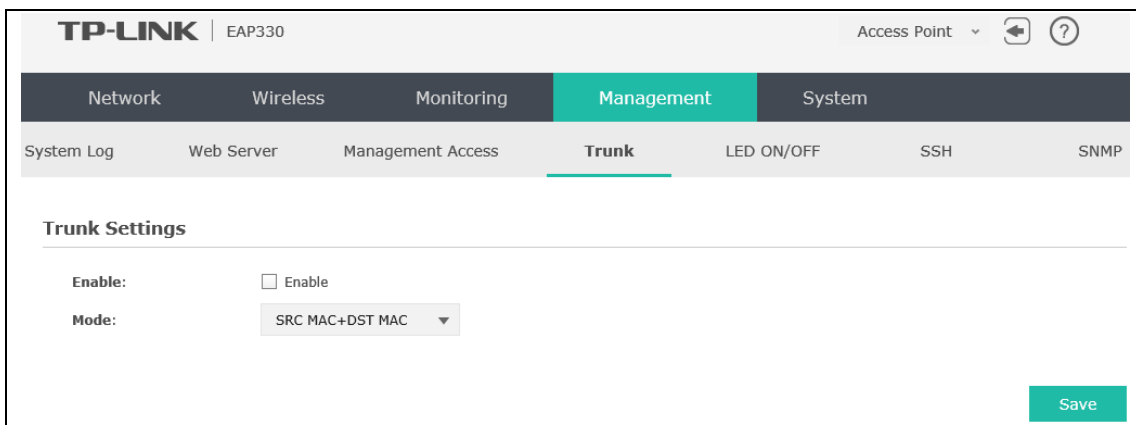 TP-LINK | EAP330 Access Point ?
Network Wireless Monitoring Management System
System Log Web Server Management Access Trunk LED ON/OFF SSH SNMP
Trunk Settings
Enable: Enable
Mode: SRC MAC+DST MAC
Save